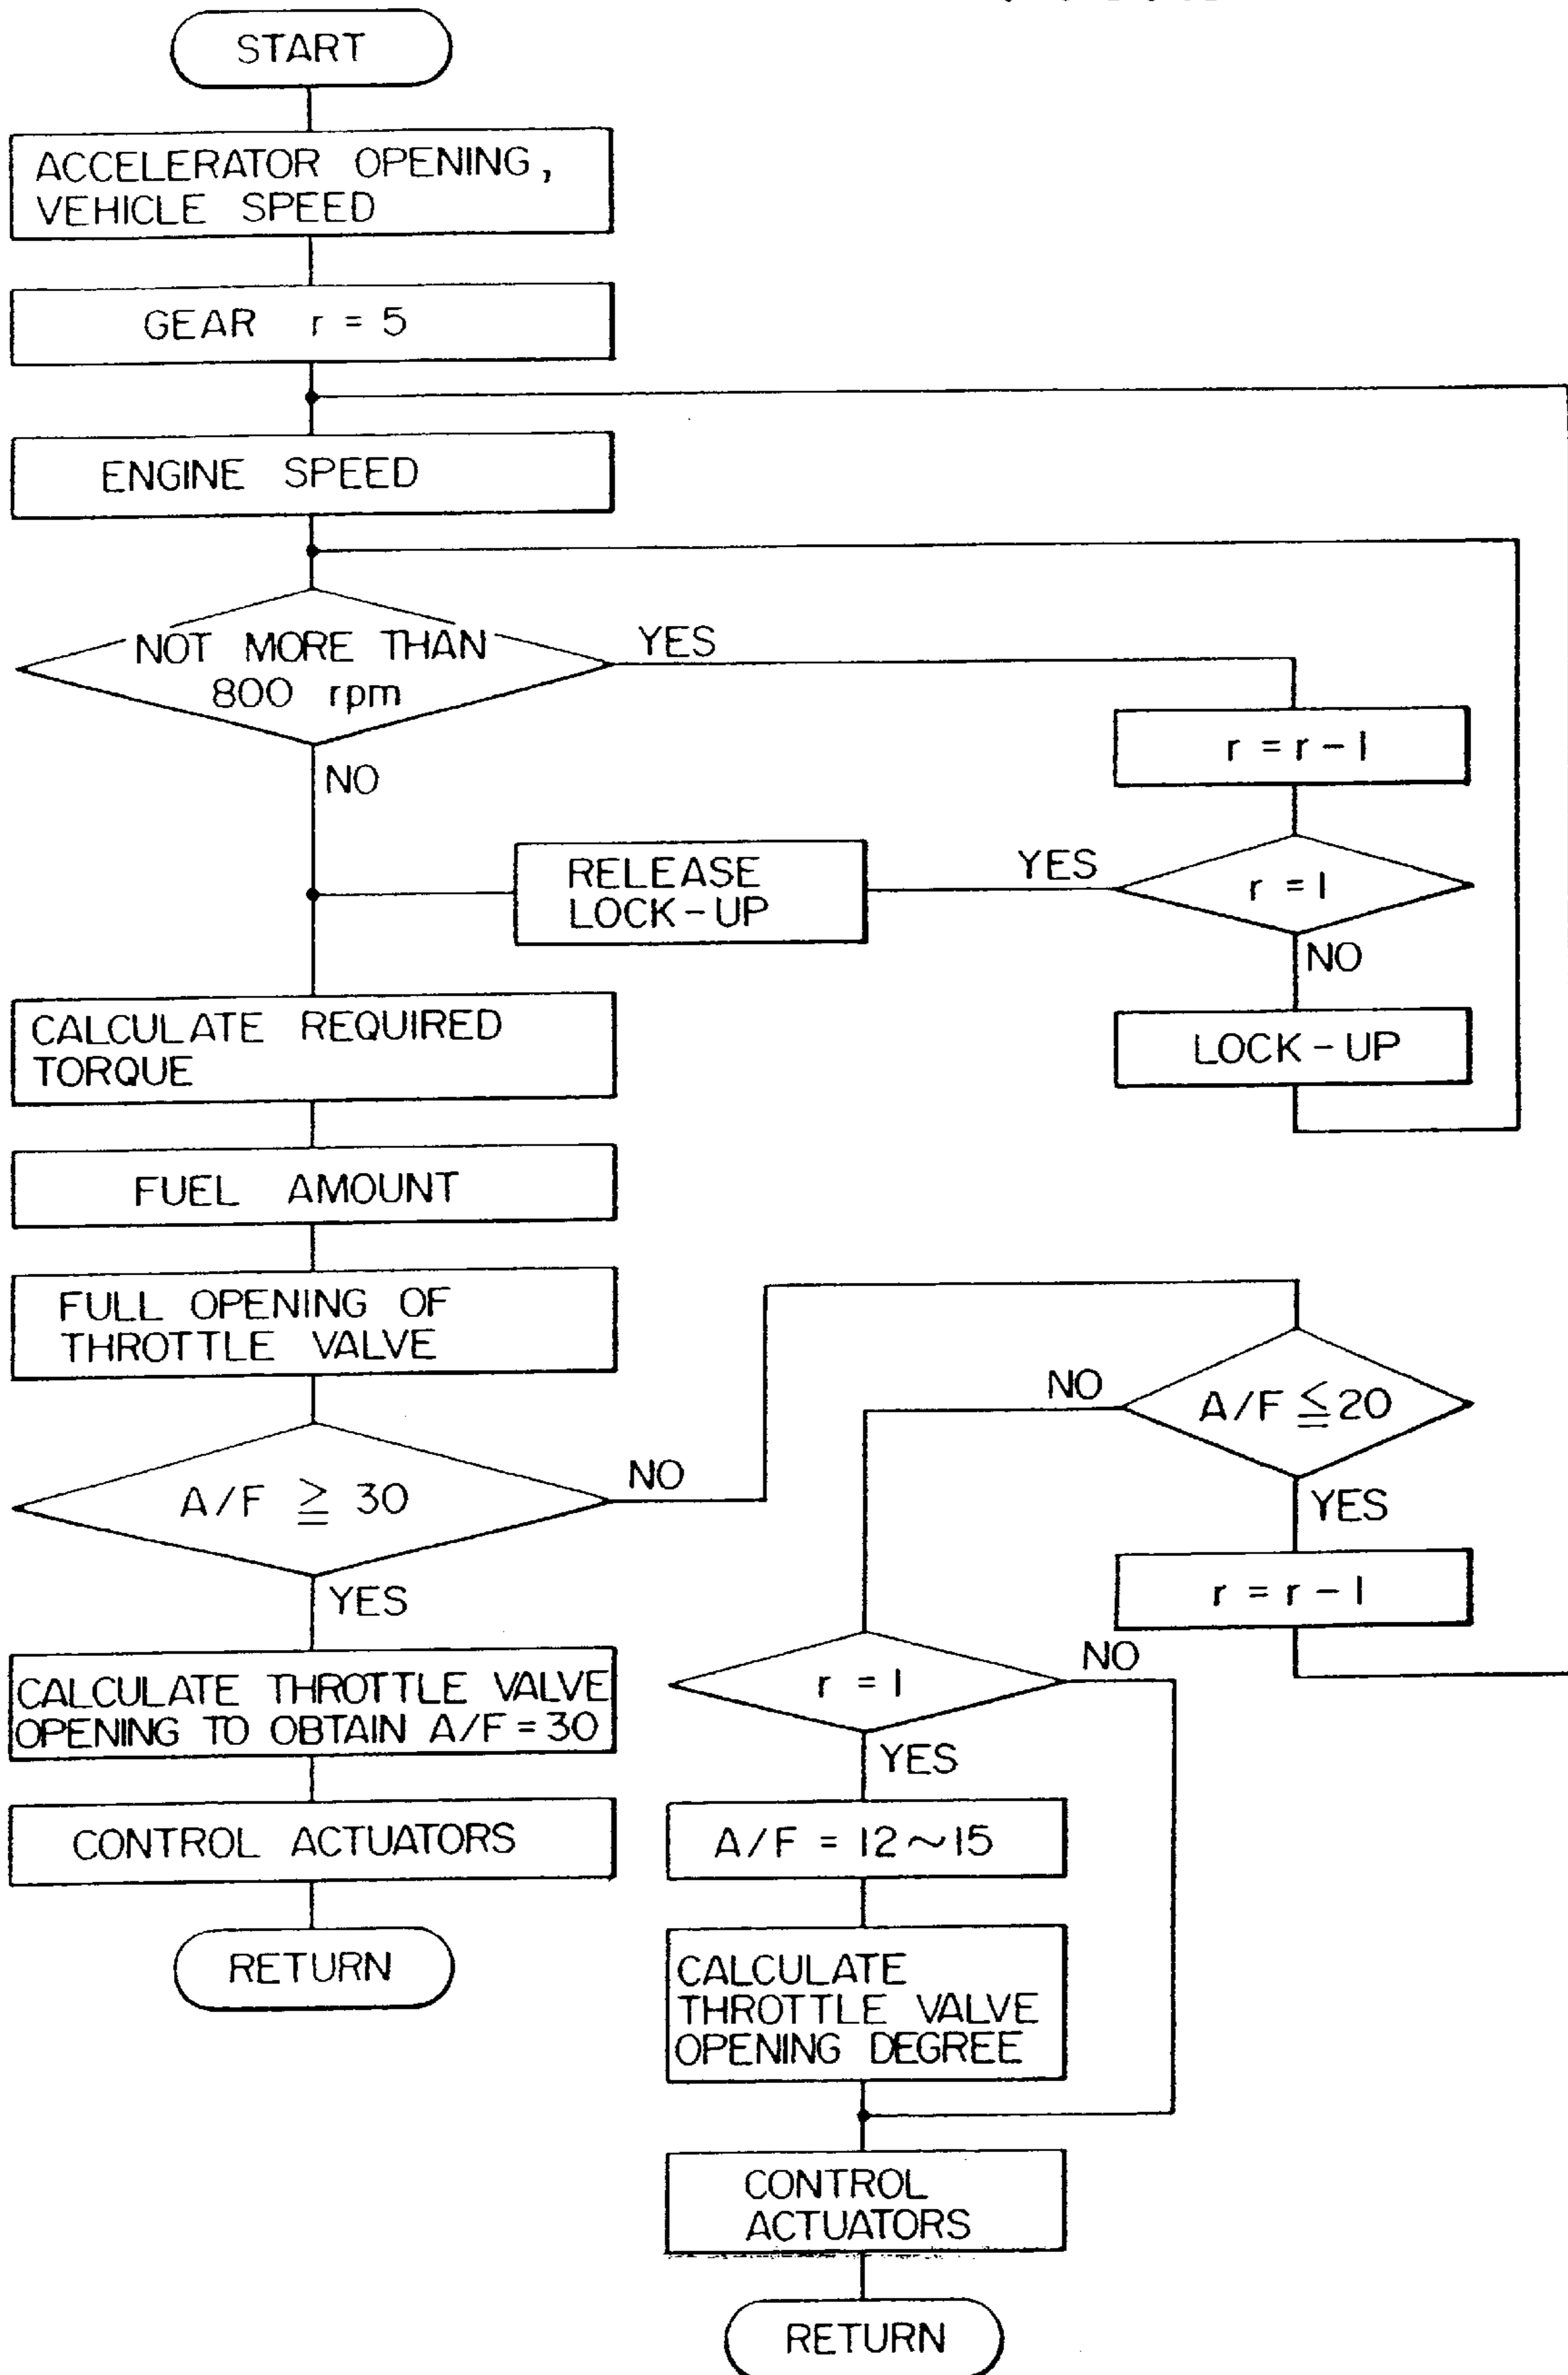 START
ACCELERATOR OPENING,
VEHICLE SPEED
GEAR r = 5
ENGINE SPEED
NOT MORE THAN
800 rpm
YES
NO
r = r - 1
r = 1
YES
NO
RELEASE
LOCK-UP
LOCK-UP
CALCULATE REQUIRED
TORQUE
FUEL AMOUNT
FULL OPENING OF
THROTTLE VALVE
A/F ≧ 30
NO
YES
A/F ≦ 20
NO
YES
r = r - 1
CALCULATE THROTTLE VALVE
OPENING TO OBTAIN A/F = 30
CONTROL ACTUATORS
RETURN
r = 1
NO
YES
A/F = 12~15
CALCULATE
THROTTLE VALVE
OPENING DEGREE
CONTROL
ACTUATORS
RETURN